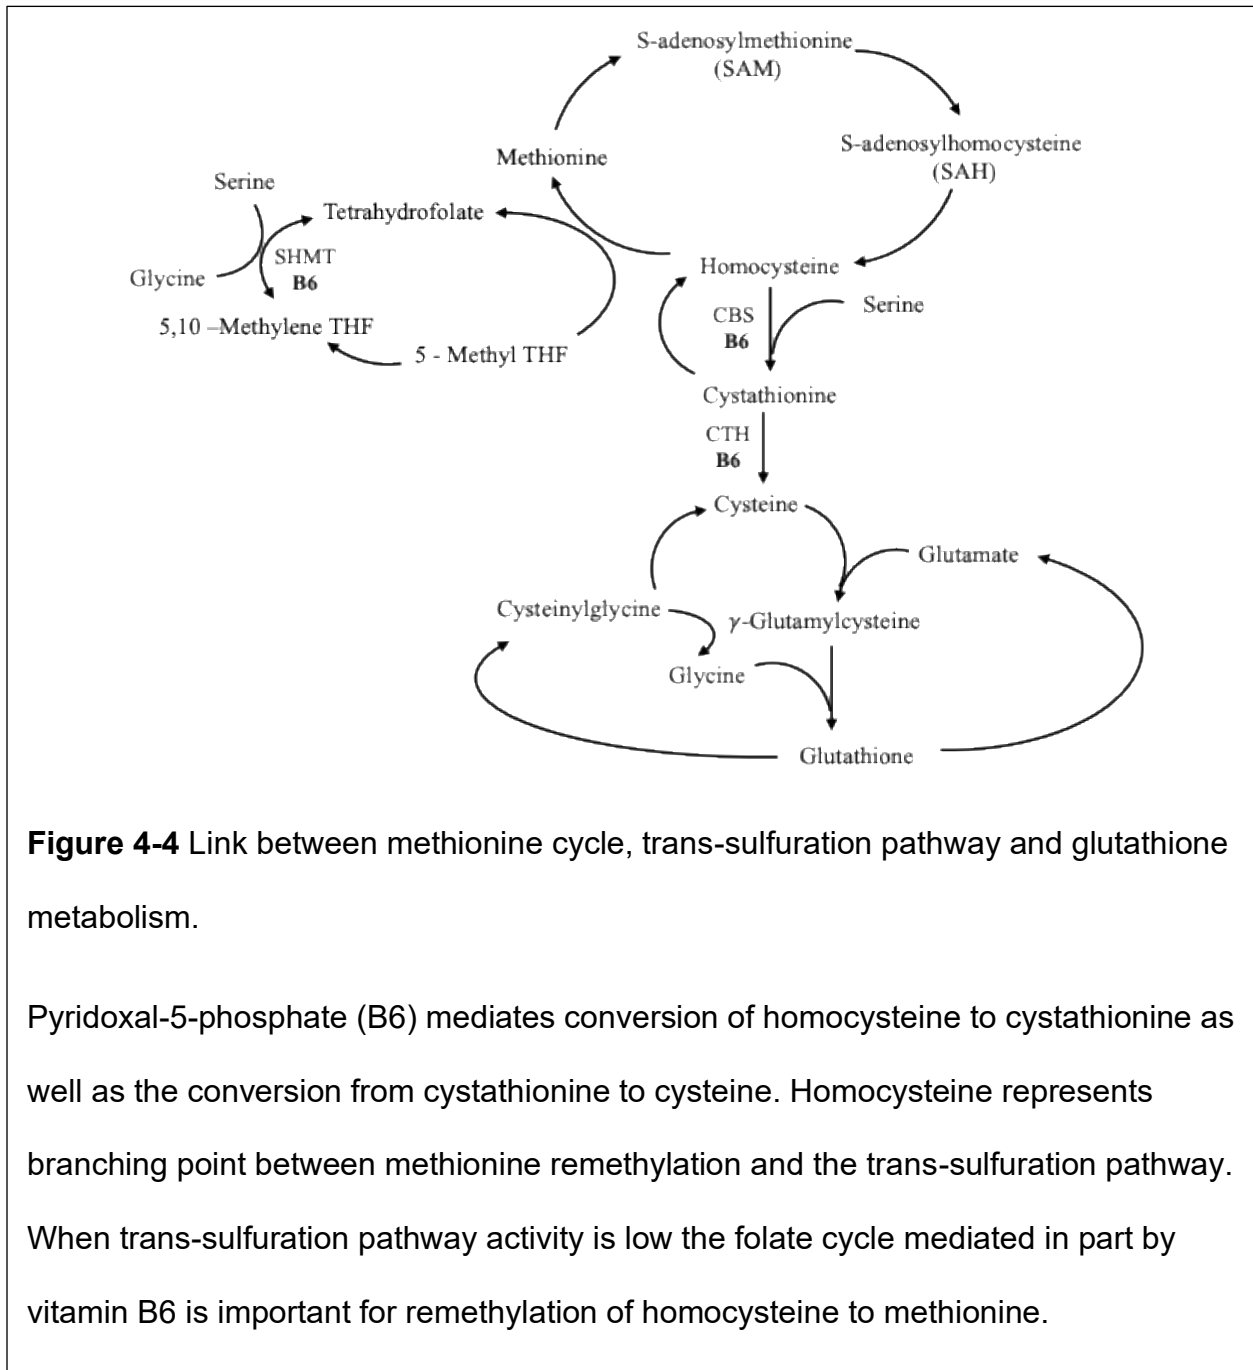 S-adenosylmethionine
(SAM)
S-adenosylhomocysteine
(SAH)
Methionine
Serine
Tetrahydrofolate
SHMT
B6
Glycine
5,10 –Methylene THF
5 - Methyl THF
Homocysteine
Serine
CBS
B6
Cystathionine
CTH
B6
Cysteine
Glutamate
Cysteinylglycine
γ-Glutamylcysteine
Glycine
Glutathione
Figure 4-4 Link between methionine cycle, trans-sulfuration pathway and glutathione
metabolism.
Pyridoxal-5-phosphate (B6) mediates conversion of homocysteine to cystathionine as
well as the conversion from cystathionine to cysteine. Homocysteine represents
branching point between methionine remethylation and the trans-sulfuration pathway.
When trans-sulfuration pathway activity is low the folate cycle mediated in part by
vitamin B6 is important for remethylation of homocysteine to methionine.